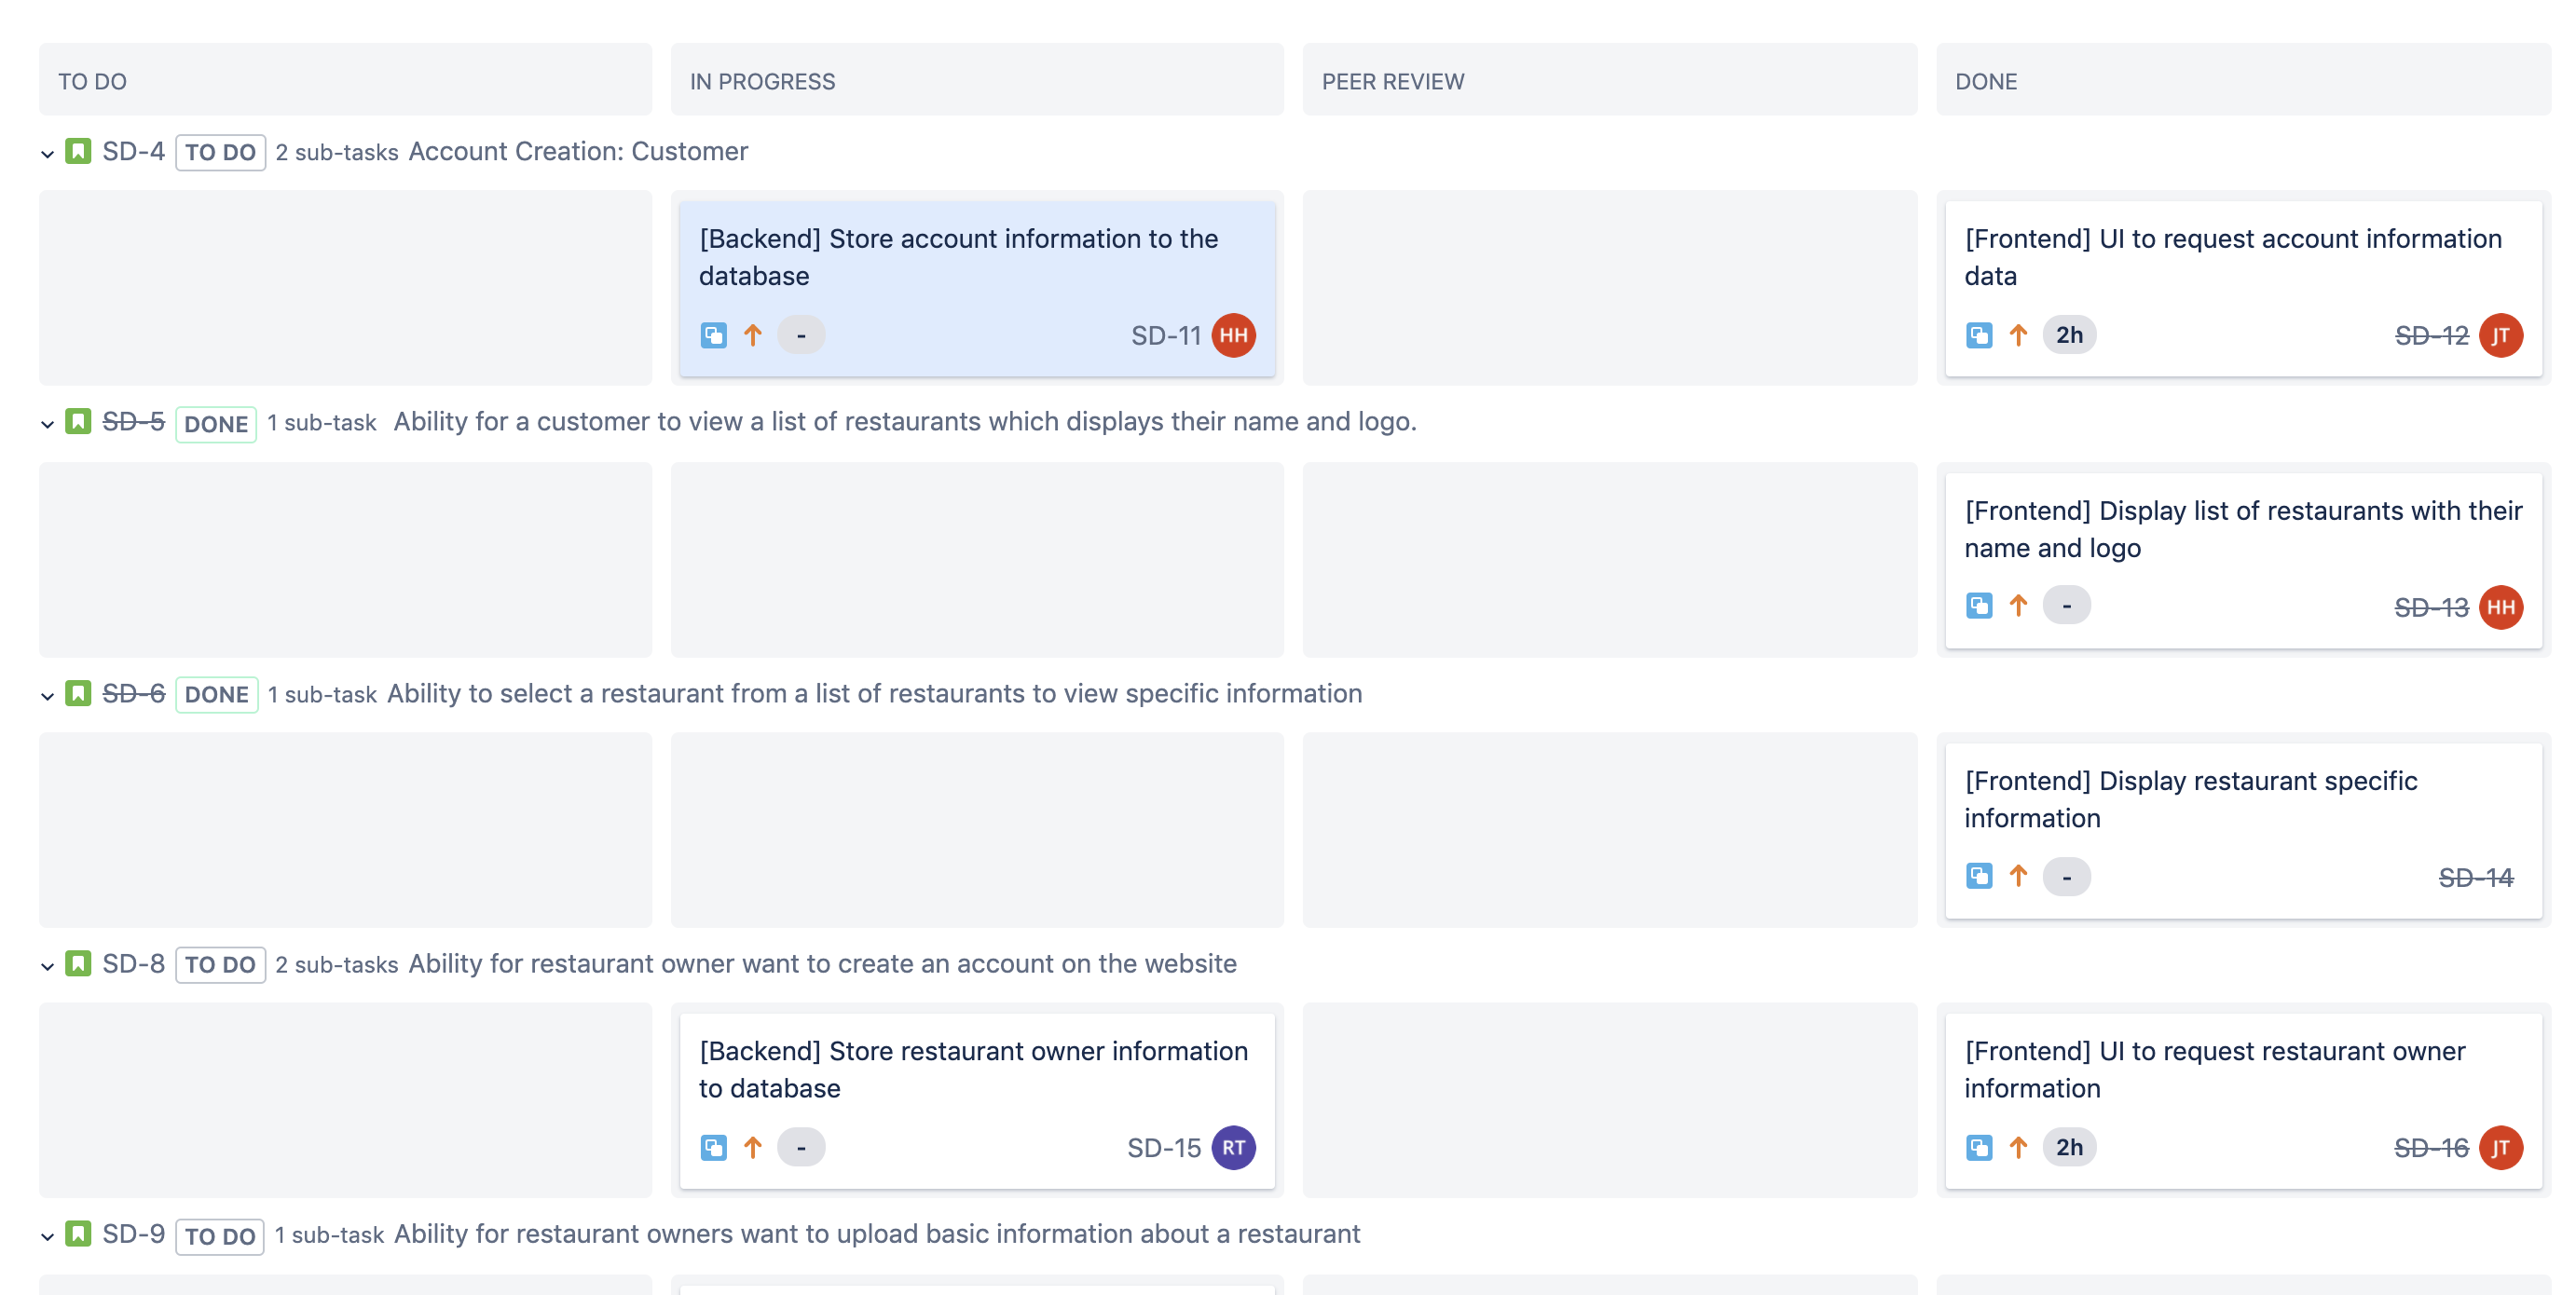 TO DO
IN PROGRESS
PEER REVIEW
DONE
SD-4 TO DO 2 sub-tasks Account Creation: Customer
[Backend] Store account information to the
database
- SD-11 HH
[Frontend] UI to request account information
data
2h SD-12 JT
SD-5 DONE 1 sub-task Ability for a customer to view a list of restaurants which displays their name and logo.
[Frontend] Display list of restaurants with their
name and logo
- SD-13 HH
SD-6 DONE 1 sub-task Ability to select a restaurant from a list of restaurants to view specific information
[Frontend] Display restaurant specific
information
- SD-14
SD-8 TO DO 2 sub-tasks Ability for restaurant owner want to create an account on the website
[Backend] Store restaurant owner information
to database
- SD-15 RT
[Frontend] UI to request restaurant owner
information
2h SD-16 JT
SD-9 TO DO 1 sub-task Ability for restaurant owners want to upload basic information about a restaurant